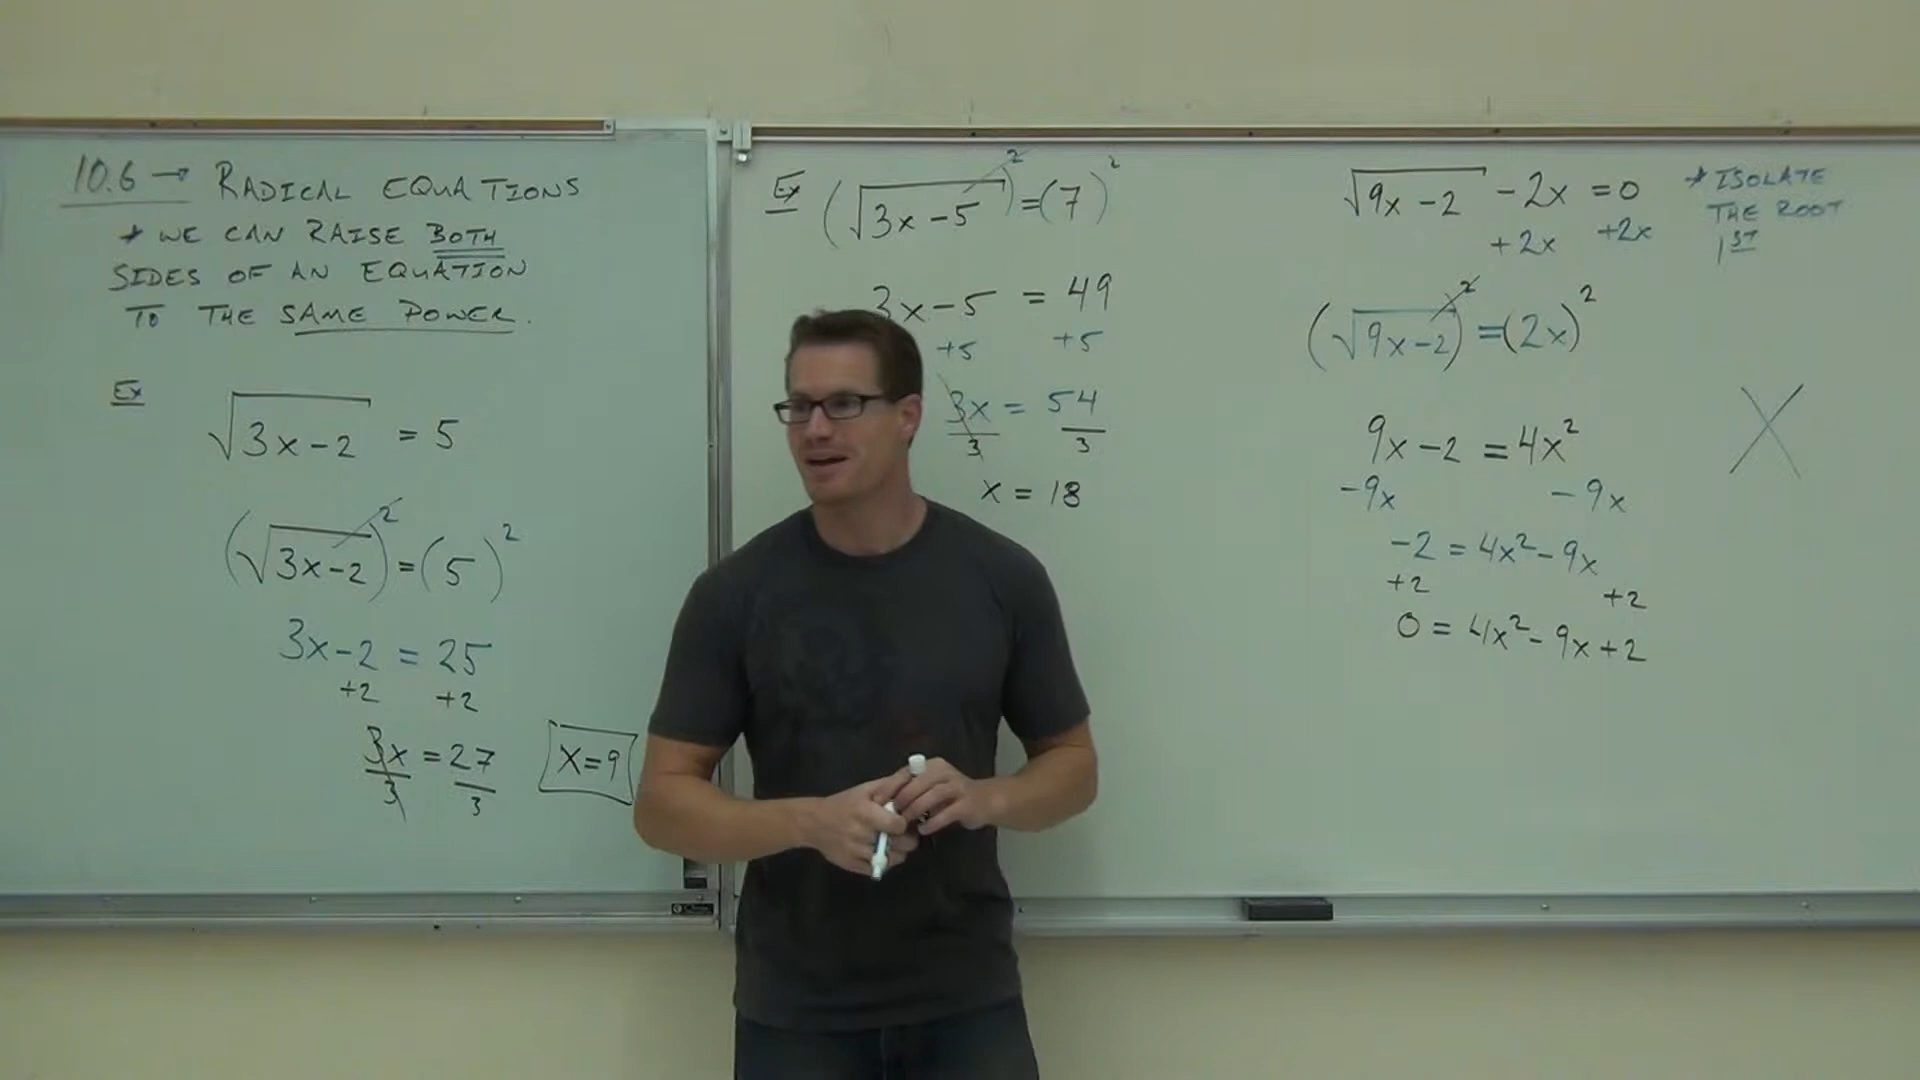 10.6 → RADICAL EQUATIONS
* WE CAN RAISE BOTH
SIDES OF AN EQUATION
TO THE SAME POWER.
Ex
√3x-2 = 5
(√3x-2)² = (5)²
3x-2 = 25
+2 +2
3x = 27
3 3
X=9
Ex (√3x-5)² = (7)²
3x-5 = 49
+5 +5
3x = 54
3 3
x = 18
√9x-2 - 2x = 0
+2x +2x
* ISOLATE
THE ROOT
1ST
(√9x-2)² = (2x)²
9x-2 = 4x²
-9x -9x
-2 = 4x²-9x
+2 +2
0 = 4x²-9x+2
X